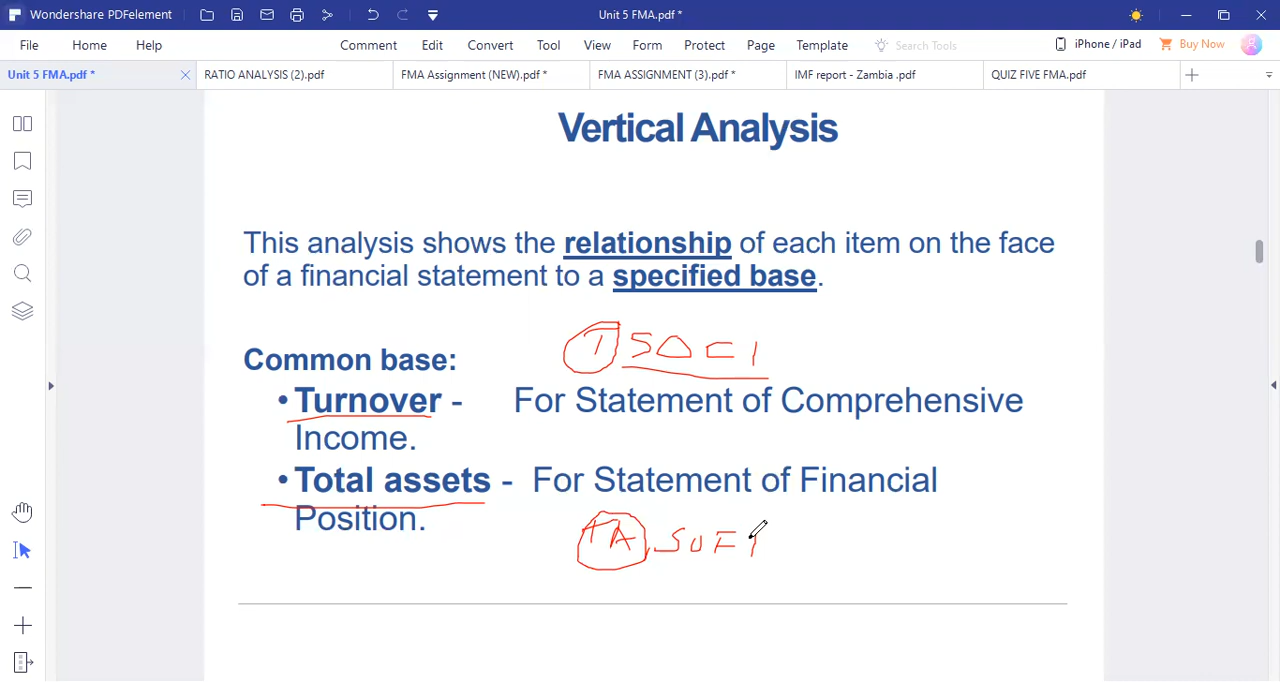 Wondershare PDFelement
Unit 5 FMA.pdf *
File Home Help
Comment Edit Convert Tool View Form Protect Page Template Search Tools
iPhone / iPad Buy Now
Unit 5 FMA.pdf *
RATIO ANALYSIS (2).pdf
FMA Assignment (NEW).pdf *
FMA ASSIGNMENT (3).pdf *
IMF report - Zambia .pdf
QUIZ FIVE FMA.pdf
Vertical Analysis
This analysis shows the relationship of each item on the face
of a financial statement to a specified base.
T SOCI
Common base:
• Turnover - For Statement of Comprehensive
Income.
• Total assets - For Statement of Financial
Position.
TA SOF